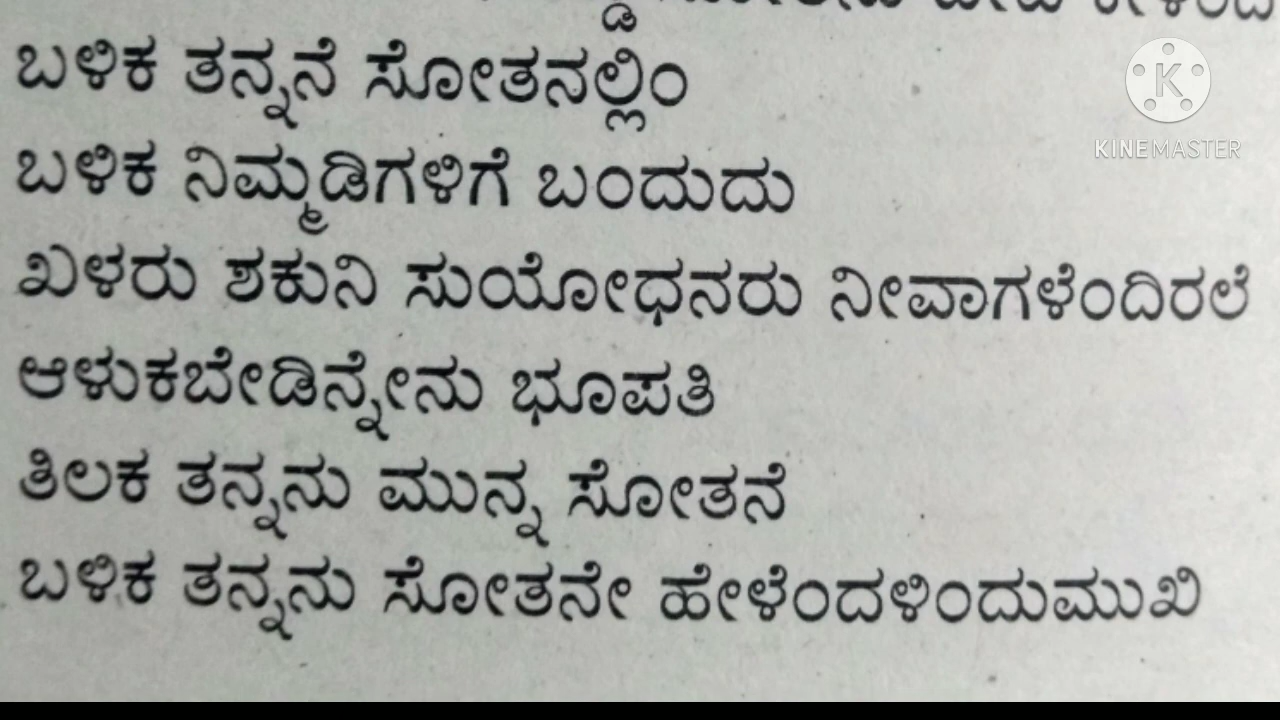 ಬಳಿಕ ತನ್ನನೆ ಸೋತನಲ್ಲಿಂ
ಬಳಿಕ ನಿಮ್ಮಡಿಗಳಿಗೆ ಬಂದುದು
ಖಳರು ಶಕುನಿ ಸುಯೋಧನರು ನೀವಾಗಳೆಂದಿರಲೆ
ಆಳುಕಬೇಡಿನ್ನೇನು ಭೂಪತಿ
ತಿಲಕ ತನ್ನನು ಮುನ್ನ ಸೋತನೆ
ಬಳಿಕ ತನ್ನನು ಸೋತನೇ ಹೇಳೆಂದಳಿಂದುಮುಖಿ
K
KINEMASTER